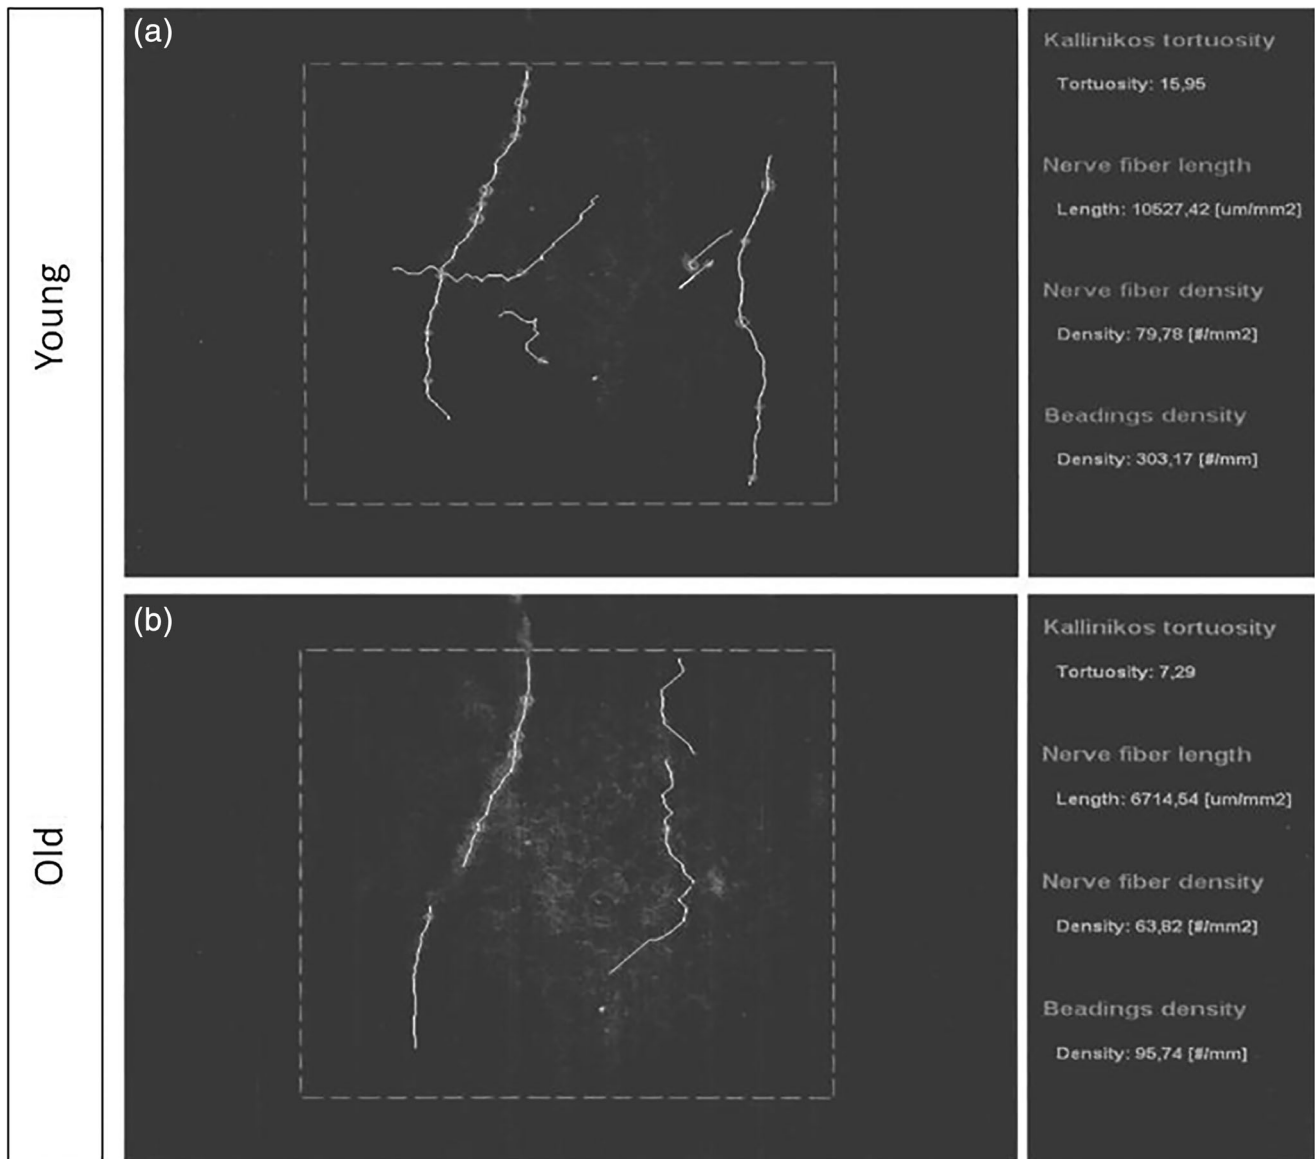 Young
(a)
Kallinikos tortuosity
Tortuosity: 15,95
Nerve fiber length
Length: 10527,42 [um/mm2]
Nerve fiber density
Density: 79,78 [#/mm2]
Beadings density
Density: 303,17 [#/mm]
Old
(b)
Kallinikos tortuosity
Tortuosity: 7,29
Nerve fiber length
Length: 6714,54 [um/mm2]
Nerve fiber density
Density: 63,82 [#/mm2]
Beadings density
Density: 95,74 [#/mm]